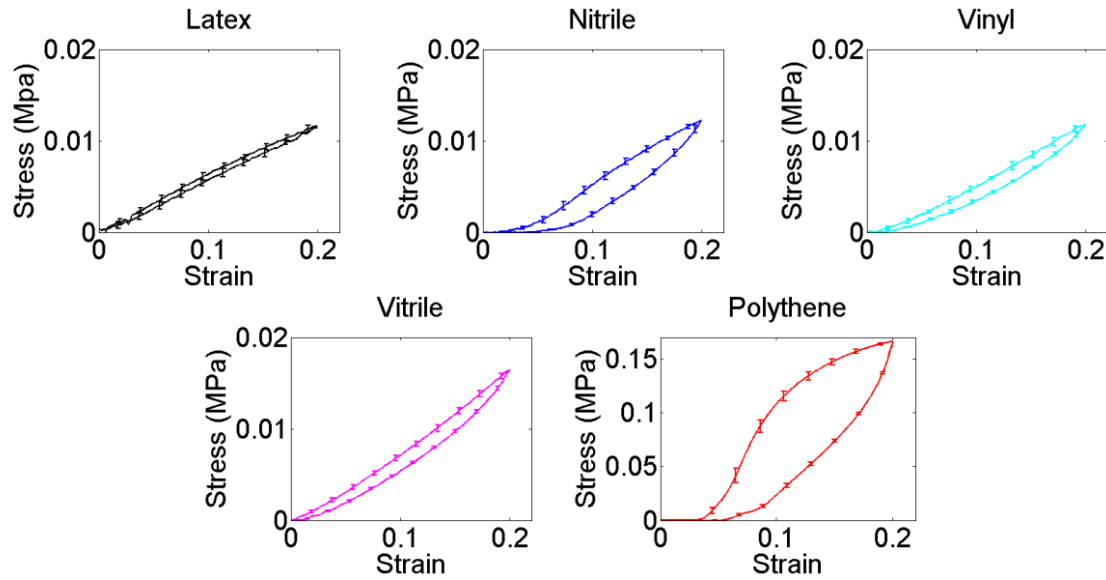 Latex
0.02
0.01
0
Stress (Mpa)
0 0.1 0.2
Strain
Nitrile
0.02
0.01
0
Stress (MPa)
0 0.1 0.2
Strain
Vinyl
0.02
0.01
0
Stress (MPa)
0 0.1 0.2
Strain
Vitrile
0.02
0.01
0
Stress (MPa)
0 0.1 0.2
Strain
Polythene
0.15
0.1
0.05
0
Stress (MPa)
0 0.1 0.2
Strain